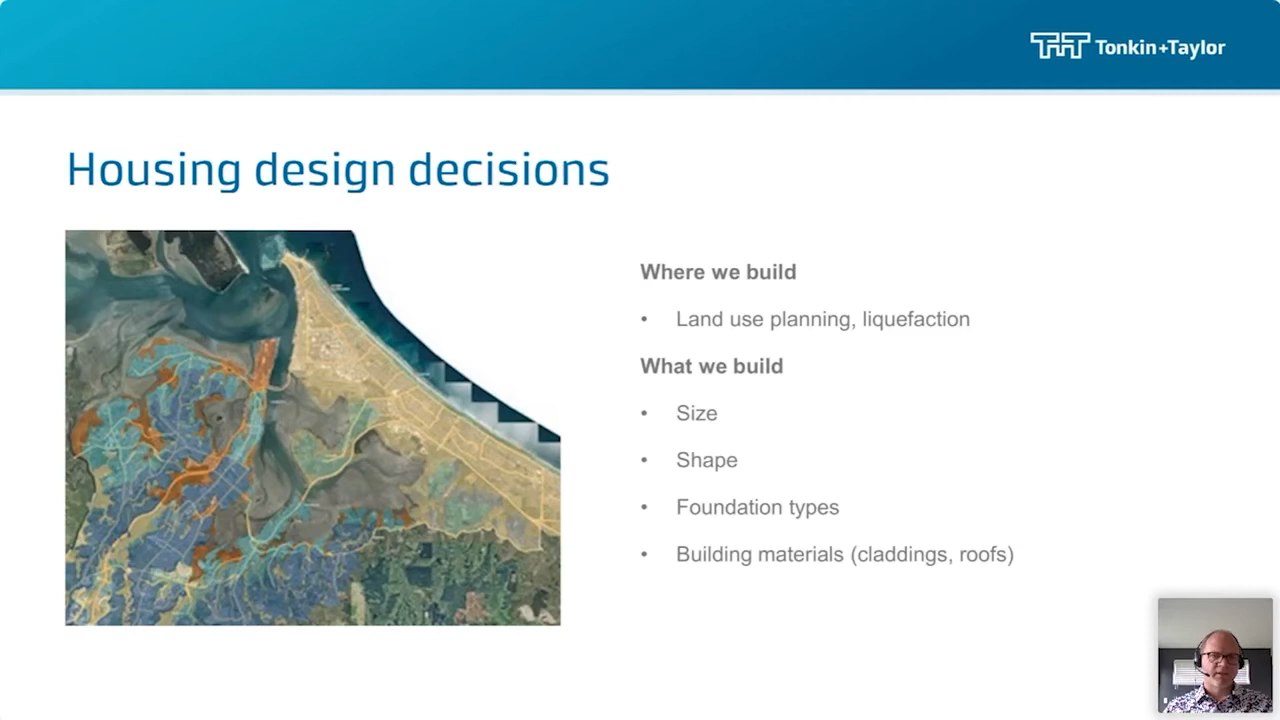 Tonkin+Taylor
Housing design decisions
Where we build
• Land use planning, liquefaction
What we build
• Size
• Shape
• Foundation types
• Building materials (claddings, roofs)